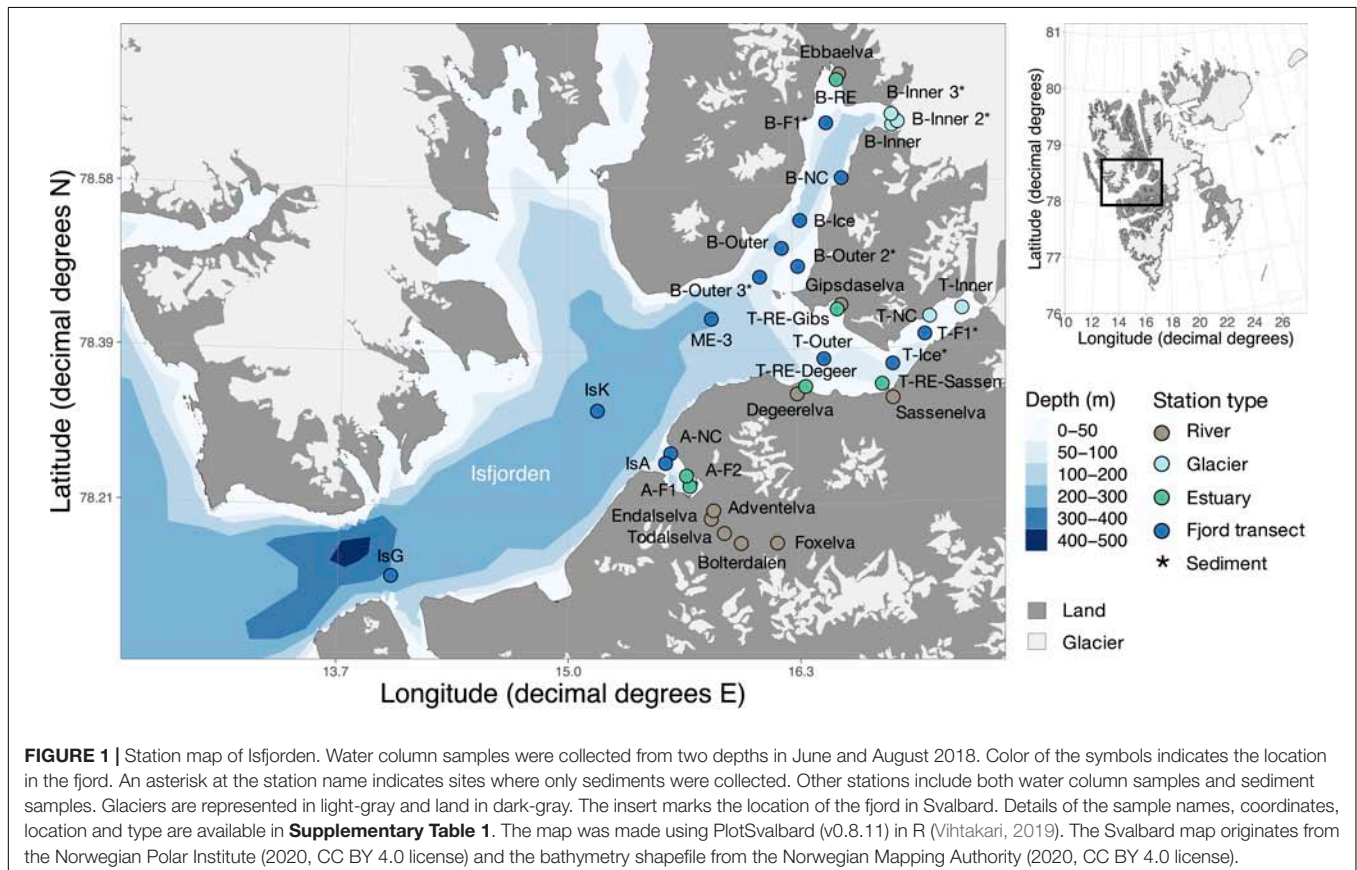 81
80
79
78
77
76
10 12 14 16 18 20 22 24 26
Latitude (decimal degrees)
Longitude (decimal degrees)
Ebbaelva
B-RE
B-Inner 3*
B-F1*
B-Inner 2*
B-Inner
B-NC
B-Ice
B-Outer
B-Outer 2*
B-Outer 3*
Gipsdaselva
T-Inner
T-RE-Gibs
T-NC
T-F1*
ME-3
T-Outer
T-Ice*
T-RE-Degeer
T-RE-Sassen
Degeerelva
Sassenelva
IsK
A-NC
IsA
A-F2
A-F1
Isfjorden
Adventelva
Endalselva
Todalselva
Foxelva
Bolterdalen
IsG
78.58
78.39
78.21
13.7 15.0 16.3
Latitude (decimal degrees N)
Longitude (decimal degrees E)
Depth (m)
0–50
50–100
100–200
200–300
300–400
400–500
Station type
River
Glacier
Estuary
Fjord transect
* Sediment
Land
Glacier
FIGURE 1 | Station map of Isfjorden. Water column samples were collected from two depths in June and August 2018. Color of the symbols indicates the location
in the fjord. An asterisk at the station name indicates sites where only sediments were collected. Other stations include both water column samples and sediment
samples. Glaciers are represented in light-gray and land in dark-gray. The insert marks the location of the fjord in Svalbard. Details of the sample names, coordinates,
location and type are available in Supplementary Table 1. The map was made using PlotSvalbard (v0.8.11) in R (Vihtakari, 2019). The Svalbard map originates from
the Norwegian Polar Institute (2020, CC BY 4.0 license) and the bathymetry shapefile from the Norwegian Mapping Authority (2020, CC BY 4.0 license).